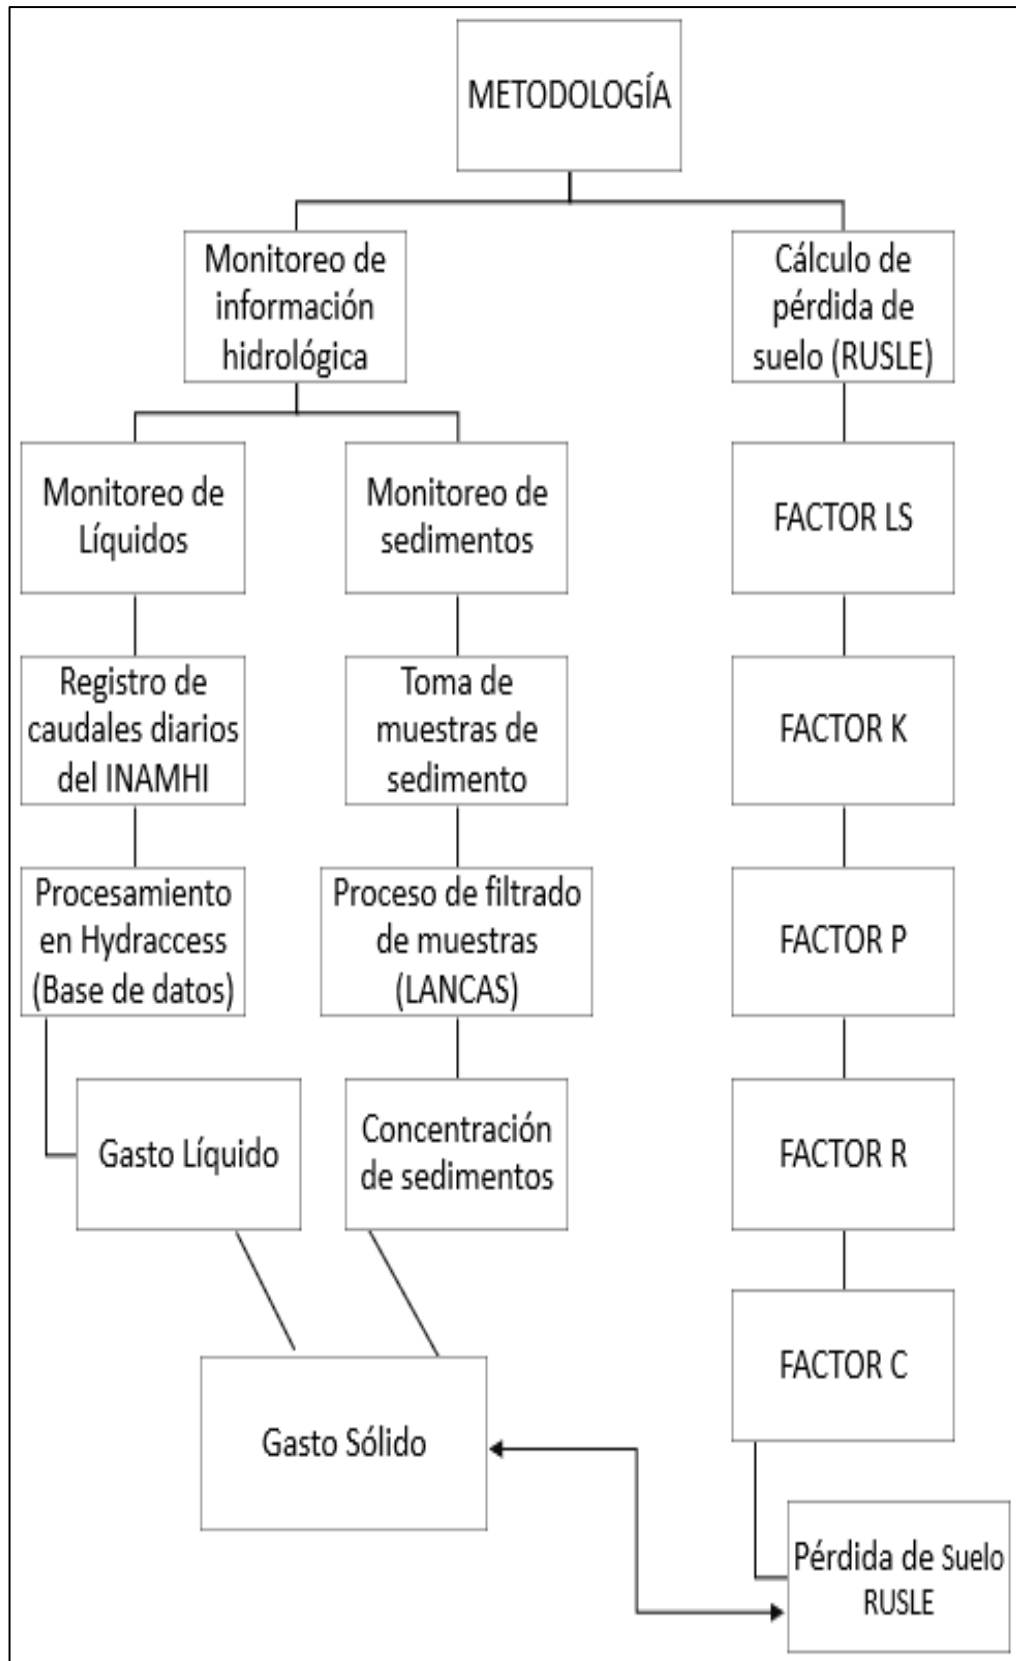 METODOLOGÍA
Monitoreo de
información
hidrológica
Cálculo de
pérdida de
suelo (RUSLE)
Monitoreo de
Líquidos
Monitoreo de
sedimentos
FACTOR LS
Registro de
caudales diarios
del INAMHI
Toma de
muestras de
sedimento
FACTOR K
Procesamiento
en Hydraccess
(Base de datos)
Proceso de filtrado
de muestras
(LANCAS)
FACTOR P
Gasto Líquido
Concentración
de sedimentos
FACTOR R
Gasto Sólido
FACTOR C
Pérdida de Suelo
RUSLE